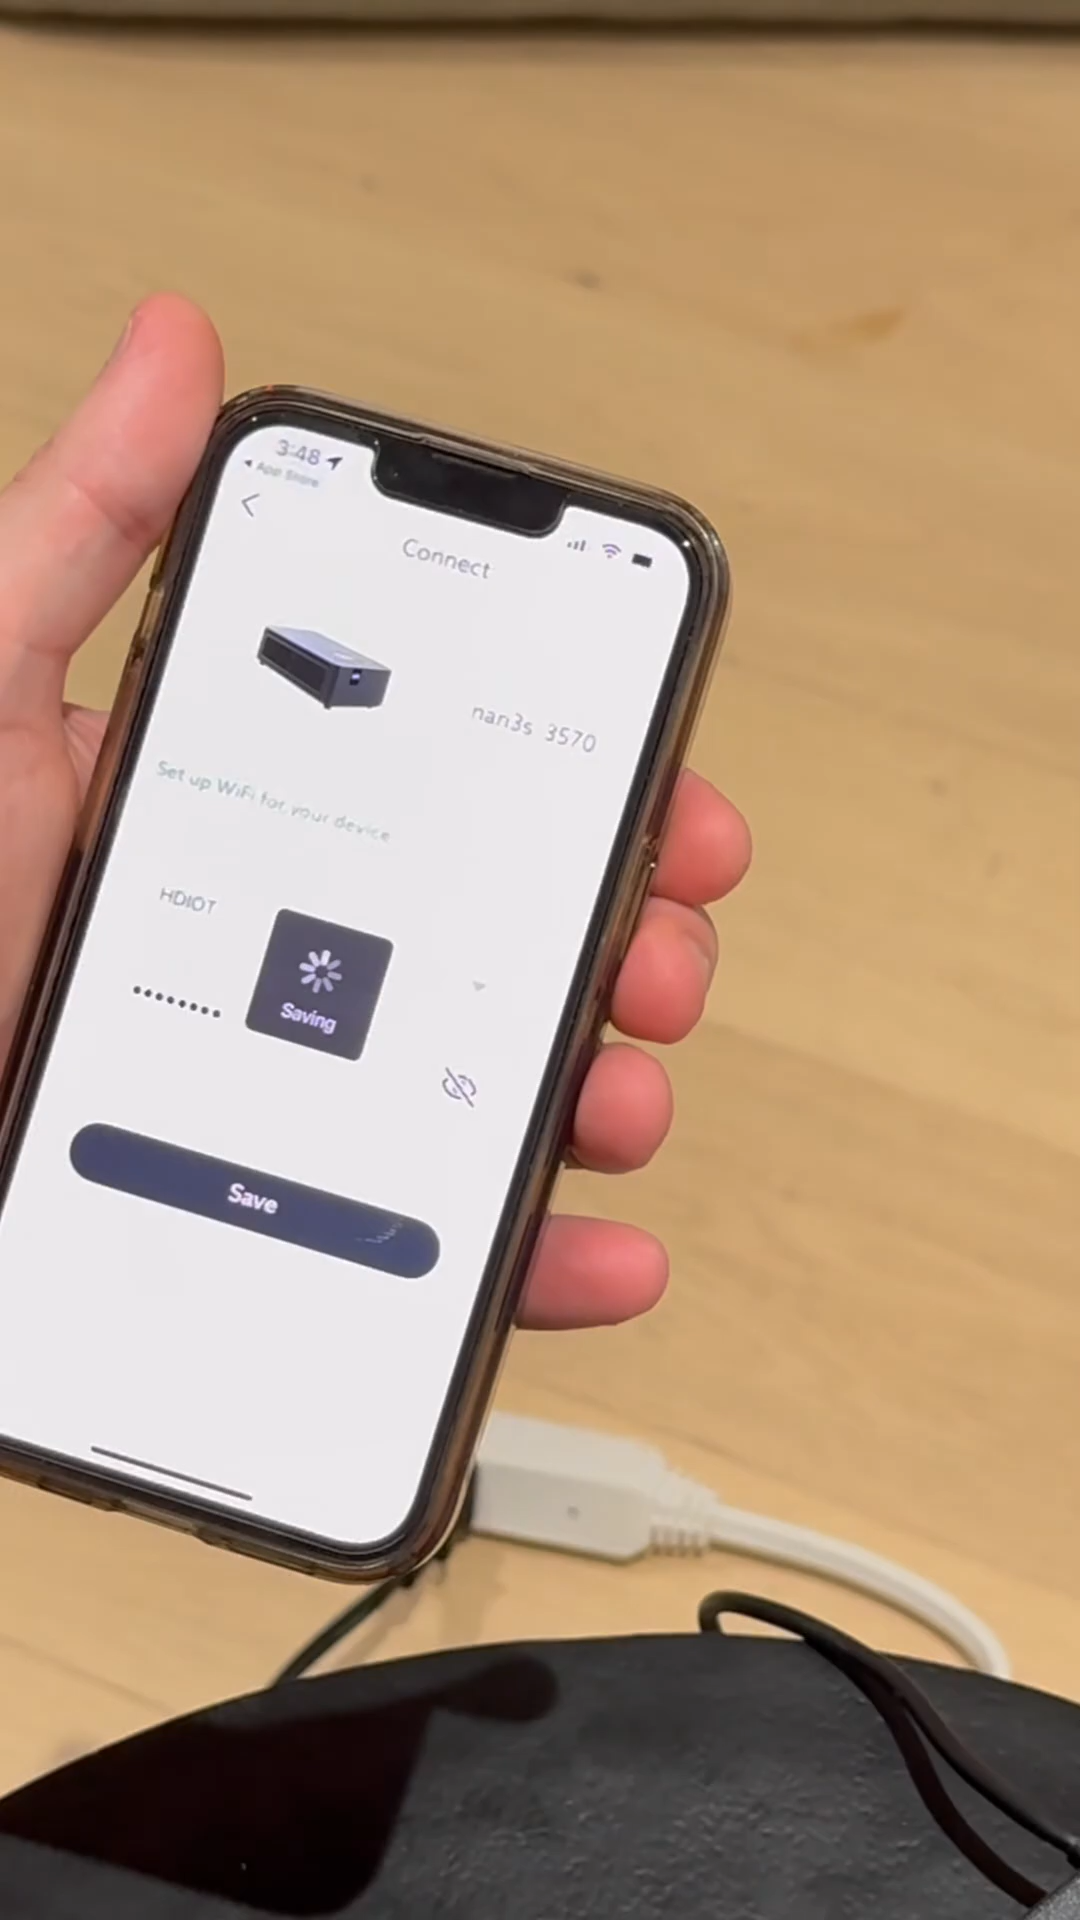 3:48
App Store
Connect
nan3s 3570
Set up WiFi for your device
HDIOT
Saving
Save